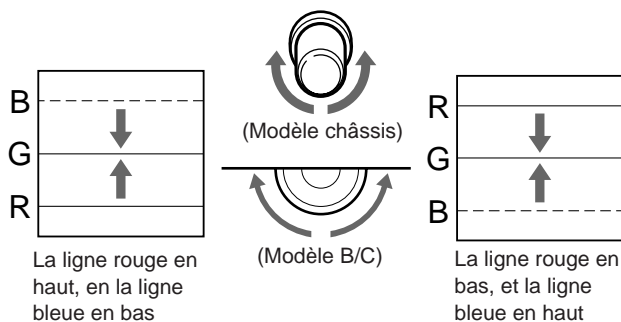 B
G
R
La ligne rouge en
haut, en la ligne
bleue en bas
(Modèle châssis)
(Modèle B/C)
R
G
B
La ligne rouge en
bas, et la ligne
bleue en haut